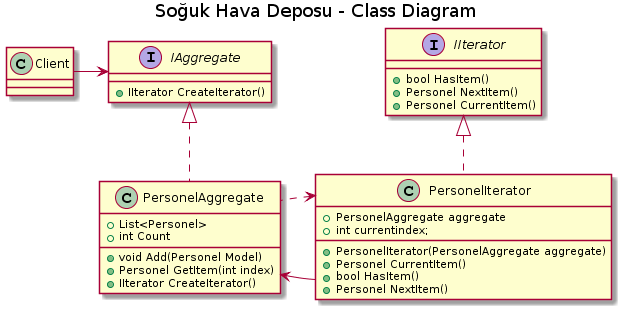 Soğuk Hava Deposu - Class Diagram
C Client
I IAggregate
IIterator CreateIterator()
I IIterator
bool HasItem()
Personel NextItem()
Personel CurrentItem()
C PersonelAggregate
List<Personel>
int Count
void Add(Personel Model)
Personel GetItem(int index)
IIterator CreateIterator()
C PersonelIterator
PersonelAggregate aggregate
int currentindex;
PersonelIterator(PersonelAggregate aggregate)
Personel CurrentItem()
bool HasItem()
Personel NextItem()